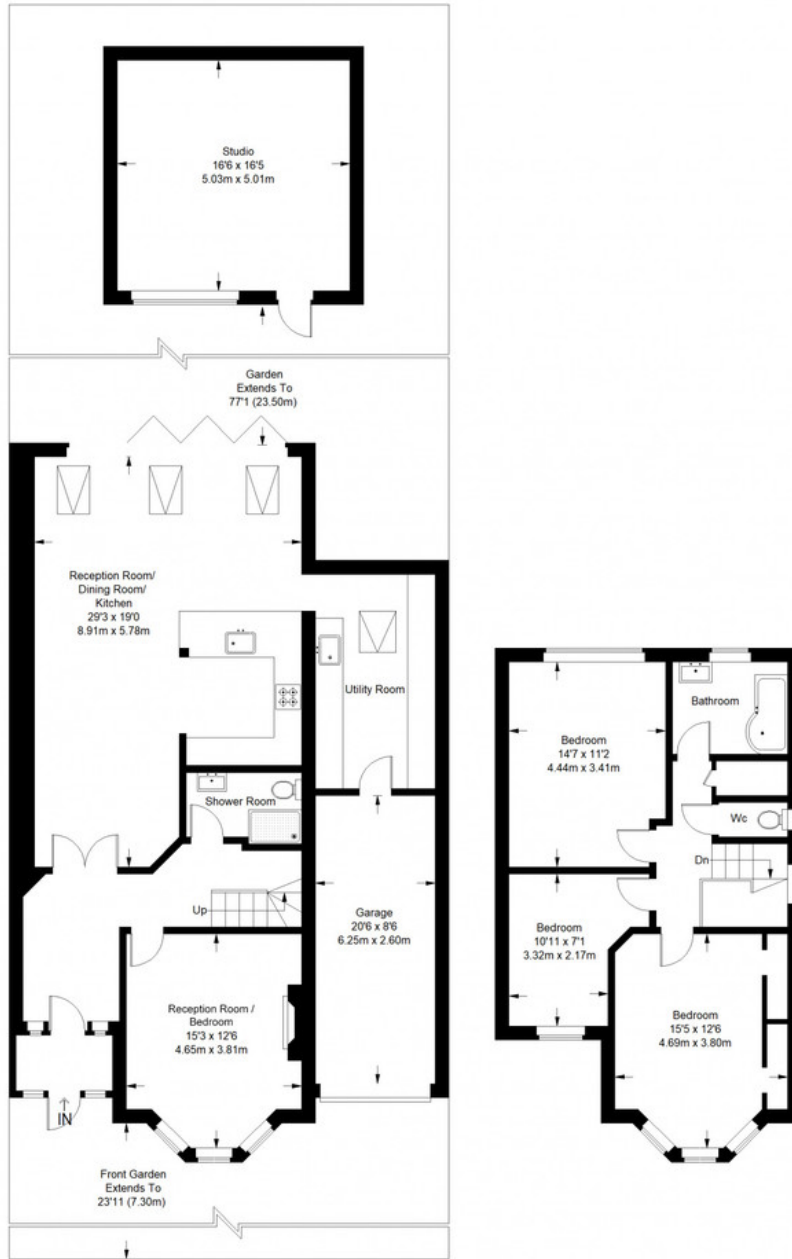 Studio
16'6 x 16'5
5.03m x 5.01m
Garden
Extends To
77'1 (23.50m)
Reception Room/
Dining Room/
Kitchen
29'3 x 19'0
8.91m x 5.78m
Utility Room
Shower Room
Up
Garage
20'6 x 8'6
6.25m x 2.60m
Reception Room /
Bedroom
15'3 x 12'6
4.65m x 3.81m
IN
Front Garden
Extends To
23'11 (7.30m)
Bedroom
14'7 x 11'2
4.44m x 3.41m
Bathroom
Wc
Dn
Bedroom
10'11 x 7'1
3.32m x 2.17m
Bedroom
15'5 x 12'6
4.69m x 3.80m